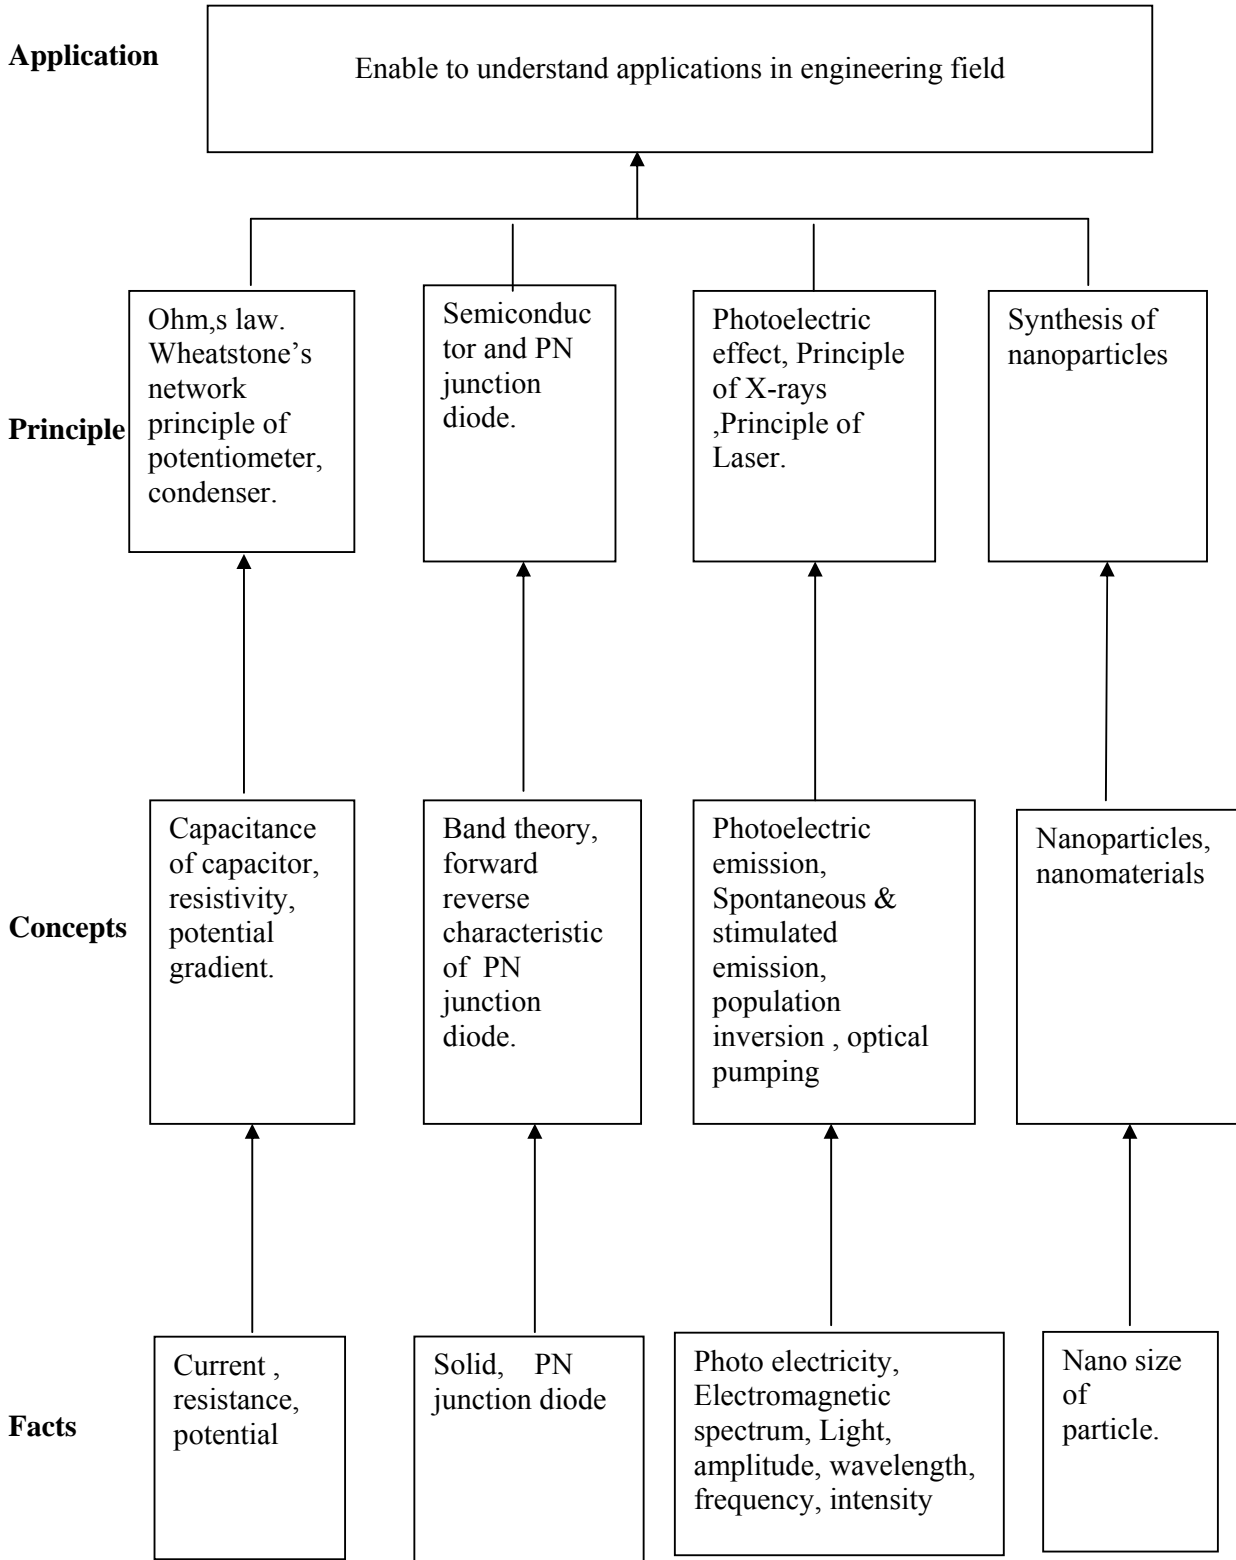 Application
Enable to understand applications in engineering field
Principle
Ohm,s law.
Wheatstone’s
network
principle of
potentiometer,
condenser.
Semiconduc
tor and PN
junction
diode.
Photoelectric
effect, Principle
of X-rays
,Principle of
Laser.
Synthesis of
nanoparticles
Concepts
Capacitance
of capacitor,
resistivity,
potential
gradient.
Band theory,
forward
reverse
characteristic
of PN
junction
diode.
Photoelectric
emission,
Spontaneous &
stimulated
emission,
population
inversion , optical
pumping
Nanoparticles,
nanomaterials
Facts
Current ,
resistance,
potential
Solid, PN
junction diode
Photo electricity,
Electromagnetic
spectrum, Light,
amplitude, wavelength,
frequency, intensity
Nano size
of
particle.